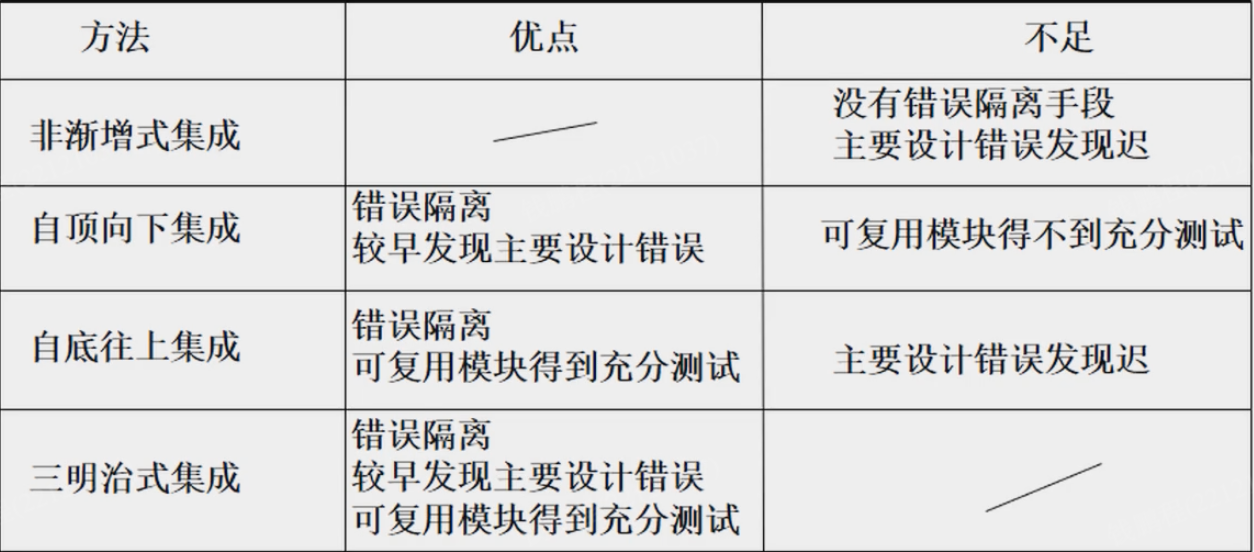 方法
优点
不足
非渐增式集成
没有错误隔离手段
主要设计错误发现迟
自顶向下集成
错误隔离
较早发现主要设计错误
可复用模块得不到充分测试
自底往上集成
错误隔离
可复用模块得到充分测试
主要设计错误发现迟
三明治式集成
错误隔离
较早发现主要设计错误
可复用模块得到充分测试